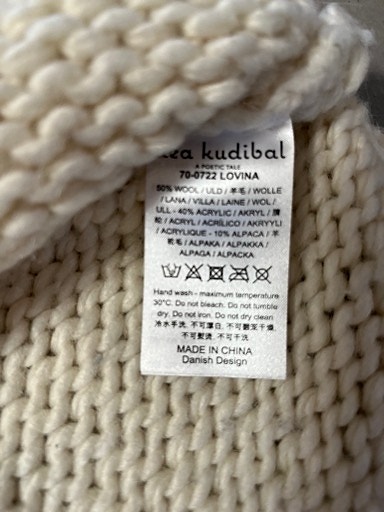 kudibal
A POETIC TALE
70-0722 LOVINA
50% WOOL / ULD / 羊毛 / WOLLE
/ LANA / VILLA / LAINE / WOL /
ULL - 40% ACRYLIC / AKRYL / 腈
纶 / ACRYL / ACRÍLICO / AKRYYLI
/ ACRYLIQUE - 10% ALPACA / 羊
驼毛 / ALPAKA / ALPAKKA /
ALPAGA / ALPACKA
Hand wash - maximum temperature
30°C. Do not bleach. Do not tumble
dry. Do not iron. Do not dry clean
冷水手洗, 不可漂白, 不可翻滚干燥,
不可熨烫, 不可干洗
MADE IN CHINA
Danish Design